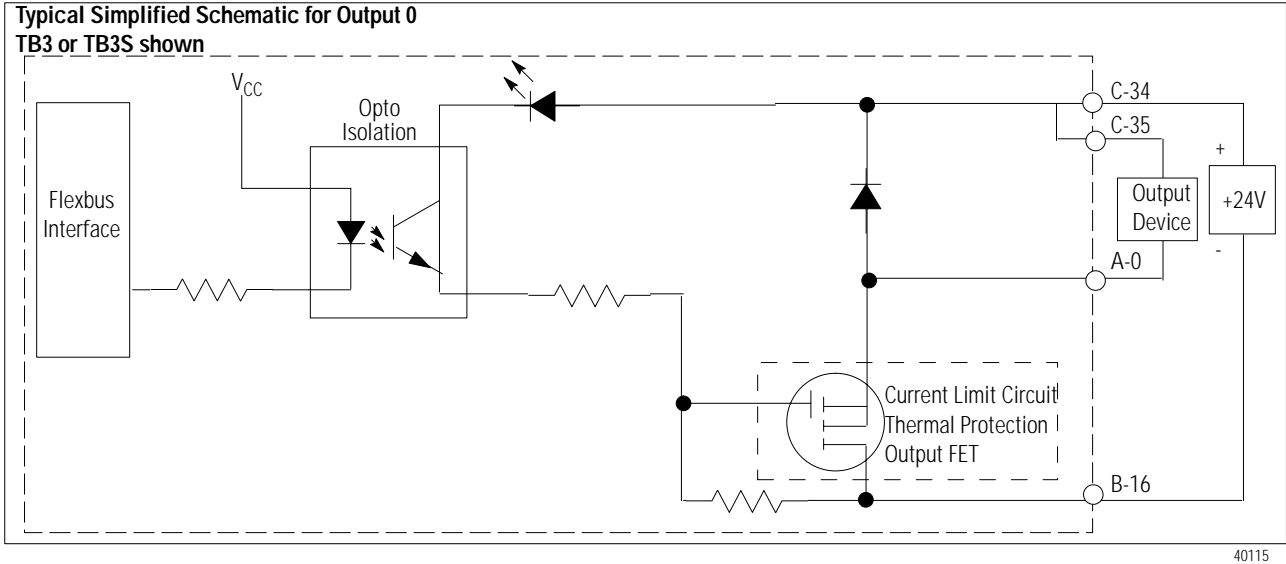 Typical Simplified Schematic for Output 0
TB3 or TB3S shown
VCC
Opto
Isolation
Flexbus
Interface
C-34
C-35
+
Output
Device
+24V
-
A-0
Current Limit Circuit
Thermal Protection
Output FET
B-16
40115